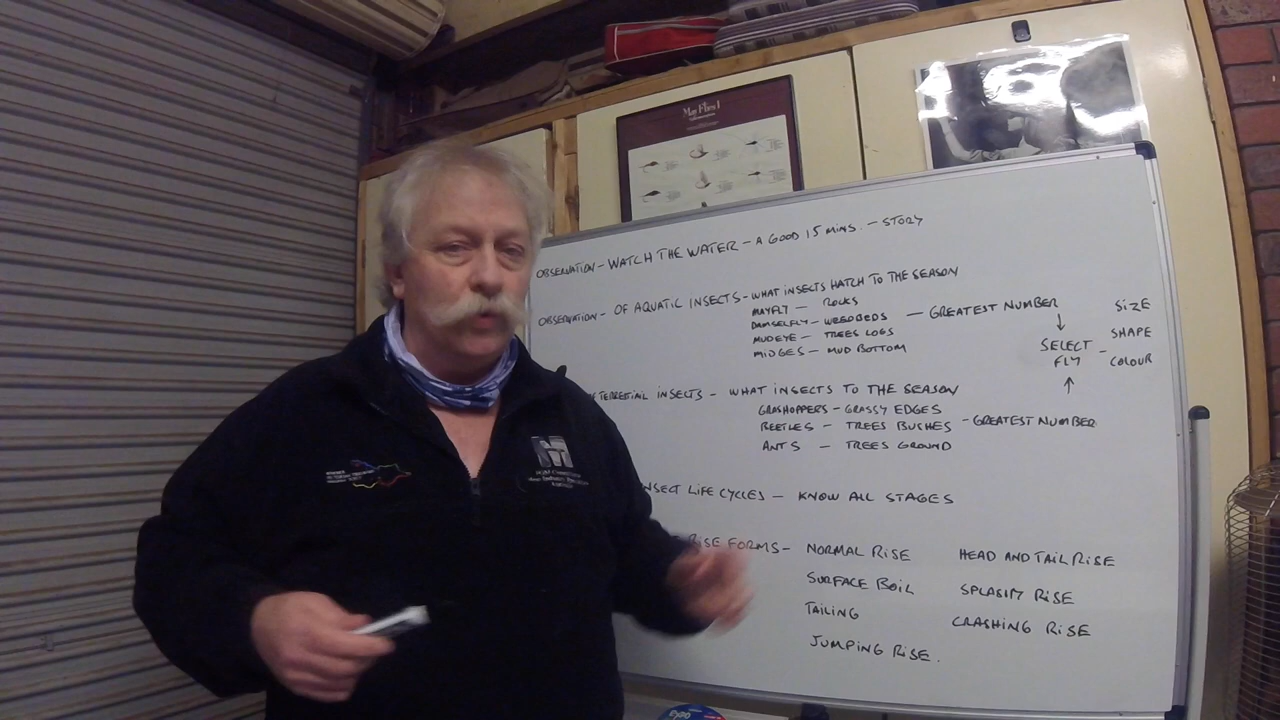 May Flies I
OBSERVATION - WATCH THE WATER - A GOOD 15 MINS. - STORY
OBSERVATION - OF AQUATIC INSECTS - WHAT INSECTS HATCH TO THE SEASON
MAYFLY - ROCKS
DAMSELFLY - WEEDBEDS - GREATEST NUMBER
MUDEYE - TREES LOGS
MIDGES - MUD BOTTOM
SELECT FLY -
SIZE
SHAPE
COLOUR
TERRESTIAL INSECTS - WHAT INSECTS TO THE SEASON
GRASHOPPERS - GRASSY EDGES
BEETLES - TREES BUSHES - GREATEST NUMBER
ANTS - TREES GROUND
INSECT LIFE CYCLES - KNOW ALL STAGES
RISE FORMS - NORMAL RISE HEAD AND TAIL RISE
SURFACE BOIL SPLASHY RISE
TAILING CRASHING RISE
JUMPING RISE.